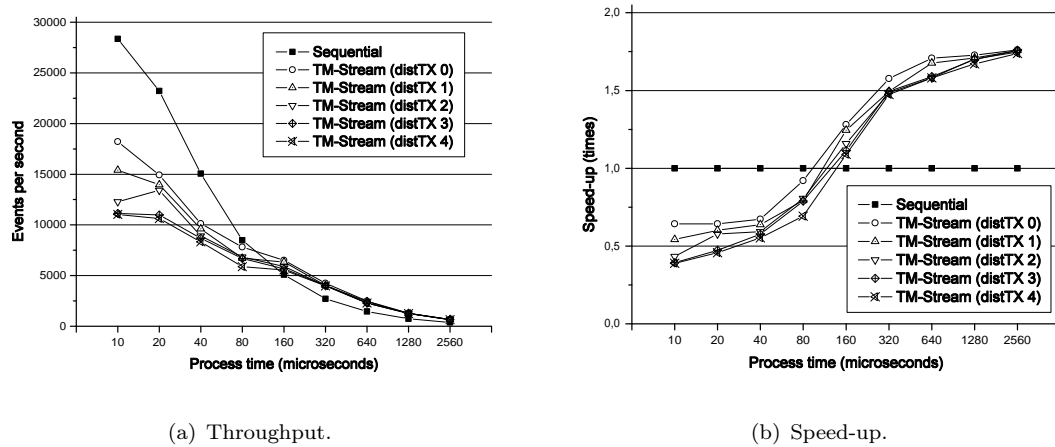 30000
25000
20000
15000
10000
5000
0
Events per second
Sequential
TM-Stream (distTX 0)
TM-Stream (distTX 1)
TM-Stream (distTX 2)
TM-Stream (distTX 3)
TM-Stream (distTX 4)
10 20 40 80 160 320 640 1280 2560
Process time (microseconds)
(a) Throughput.
2,0
1,5
1,0
0,5
0,0
Speed-up (times)
Sequential
TM-Stream (distTX 0)
TM-Stream (distTX 1)
TM-Stream (distTX 2)
TM-Stream (distTX 3)
TM-Stream (distTX 4)
10 20 40 80 160 320 640 1280 2560
Process time (microseconds)
(b) Speed-up.